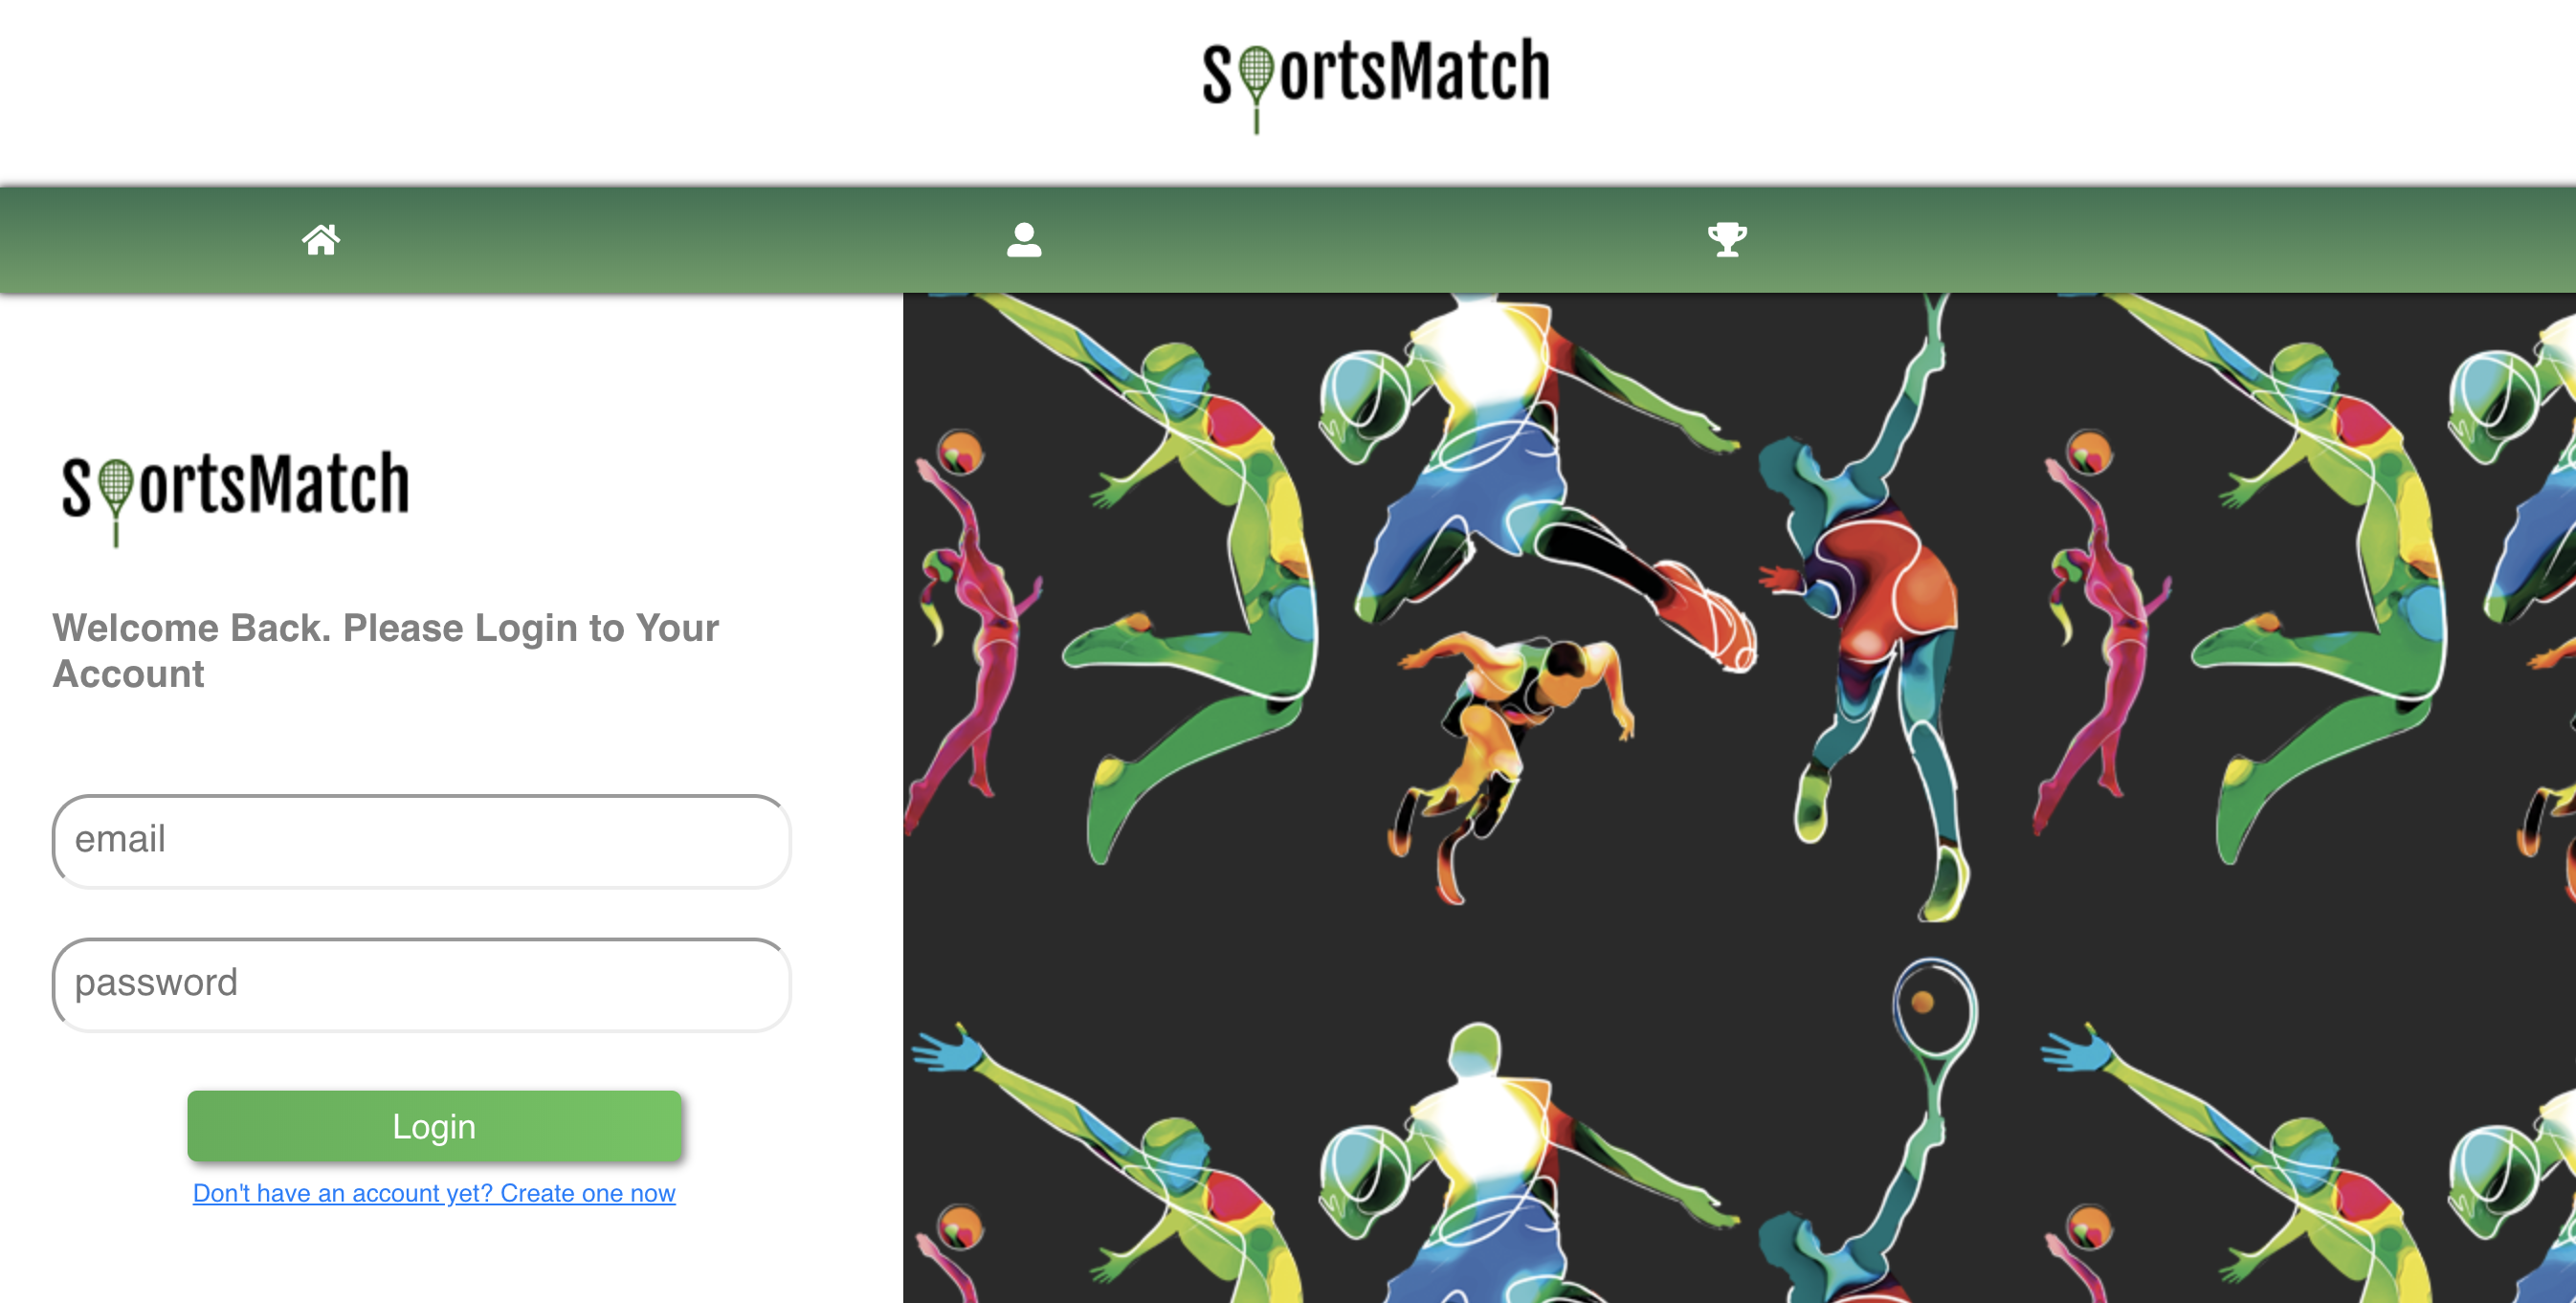 SportsMatch
SportsMatch
Welcome Back. Please Login to Your
Account
email
password
Login
Don't have an account yet? Create one now